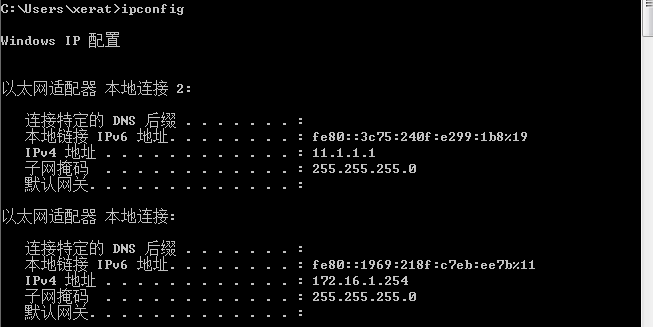 C:\Users\xerat>ipconfig
Windows IP 配置
以太网适配器 本地连接 2:
连接特定的 DNS 后缀 . . . . . . . :
本地链接 IPv6 地址. . . . . . . . : fe80::3c75:240f:e299:1b8%19
IPv4 地址 . . . . . . . . . . . . : 11.1.1.1
子网掩码  . . . . . . . . . . . . : 255.255.255.0
默认网关. . . . . . . . . . . . . :
以太网适配器 本地连接:
连接特定的 DNS 后缀 . . . . . . . :
本地链接 IPv6 地址. . . . . . . . : fe80::1969:218f:c7eb:ee7b%11
IPv4 地址 . . . . . . . . . . . . : 172.16.1.254
子网掩码  . . . . . . . . . . . . : 255.255.255.0
默认网关. . . . . . . . . . . . . :